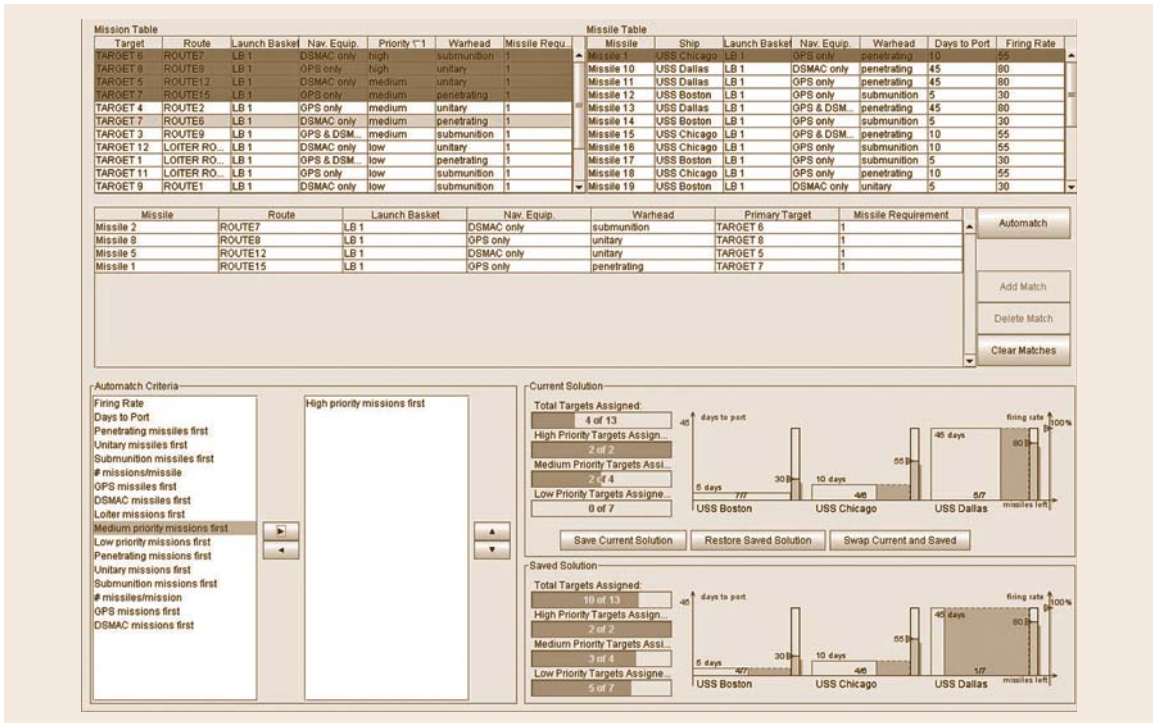 Mission Table
Target Route Launch Basket Nav. Equip. Priority 1 Warhead Missile Requ...
TARGET 6 ROUTE7 LB 1 DSMAC only high submunition 1
TARGET 8 ROUTE8 LB 1 GPS only high unitary 1
TARGET 5 ROUTE12 LB 1 DSMAC only medium unitary 1
TARGET 7 ROUTE15 LB 1 GPS only medium penetrating 1
TARGET 4 ROUTE2 LB 1 GPS only medium unitary 1
TARGET 7 ROUTE6 LB 1 DSMAC only medium penetrating 1
TARGET 3 ROUTE9 LB 1 GPS & DSM... medium submunition 1
TARGET 12 LOITER RO... LB 1 DSMAC only low unitary 1
TARGET 1 LOITER RO... LB 1 GPS & DSM... low penetrating 1
TARGET 11 LOITER RO... LB 1 GPS only low submunition 1
TARGET 9 ROUTE1 LB 1 DSMAC only low submunition 1
Missile Table
Missile Ship Launch Basket Nav. Equip. Warhead Days to Port Firing Rate
Missile 1 USS Chicago LB 1 GPS only penetrating 10 55
Missile 10 USS Dallas LB 1 DSMAC only penetrating 45 80
Missile 11 USS Dallas LB 1 GPS only penetrating 45 80
Missile 12 USS Boston LB 1 GPS only submunition 5 30
Missile 13 USS Dallas LB 1 GPS & DSM... penetrating 45 80
Missile 14 USS Boston LB 1 GPS only submunition 5 30
Missile 15 USS Chicago LB 1 GPS & DSM... penetrating 10 55
Missile 16 USS Chicago LB 1 GPS only submunition 10 55
Missile 17 USS Boston LB 1 GPS only submunition 5 30
Missile 18 USS Chicago LB 1 GPS only penetrating 10 55
Missile 19 USS Boston LB 1 DSMAC only unitary 5 30
Missile Route Launch Basket Nav. Equip. Warhead Primary Target Missile Requirement
Missile 2 ROUTE7 LB 1 DSMAC only submunition TARGET 6 1
Missile 8 ROUTE8 LB 1 GPS only unitary TARGET 8 1
Missile 5 ROUTE12 LB 1 DSMAC only unitary TARGET 5 1
Missile 1 ROUTE15 LB 1 GPS only penetrating TARGET 7 1
Automatch
Add Match
Delete Match
Clear Matches
Automatch Criteria
Firing Rate
Days to Port
Penetrating missiles first
Unitary missiles first
Submunition missiles first
# missions/missile
GPS missiles first
DSMAC missiles first
Loiter missions first
Medium priority missions first
Low priority missions first
Penetrating missions first
Unitary missions first
Submunition missions first
# missiles/mission
GPS missions first
DSMAC missions first
High priority missions first
Current Solution
Total Targets Assigned:
4 of 13
High Priority Targets Assign...
2 of 2
Medium Priority Targets Assi...
2 of 4
Low Priority Targets Assigne...
0 of 7
45 days to port firing rate 100%
5 days 7/7 30 10 days 4/6 55 45 days 5/7 80
USS Boston USS Chicago USS Dallas missiles left
Save Current Solution Restore Saved Solution Swap Current and Saved
Saved Solution
Total Targets Assigned:
10 of 13
High Priority Targets Assign...
2 of 2
Medium Priority Targets Assi...
3 of 4
Low Priority Targets Assigne...
5 of 7
45 days to port firing rate 100%
5 days 4/7 30 10 days 4/6 55 45 days 1/7 80
USS Boston USS Chicago USS Dallas missiles left